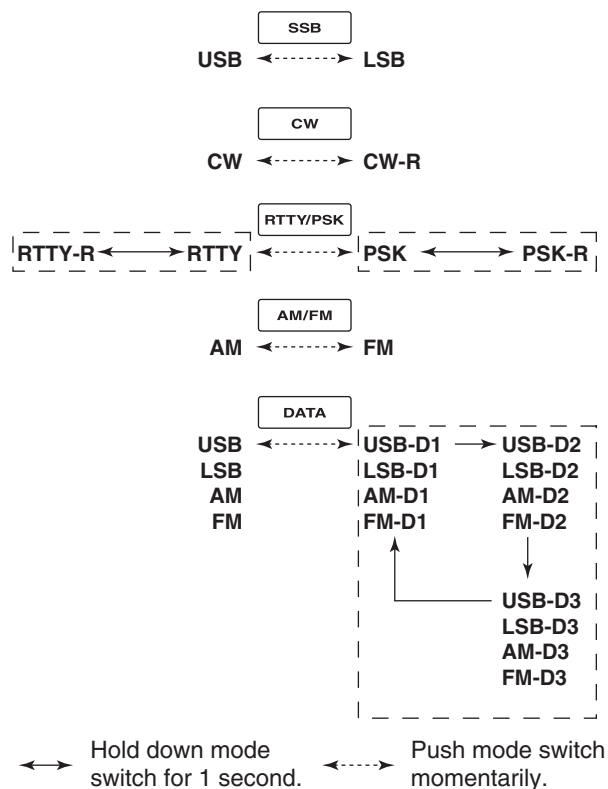 SSB
USB LSB
CW
CW CW-R
RTTY/PSK
RTTY-R RTTY PSK PSK-R
AM/FM
AM FM
DATA
USB USB-D1 USB-D2
LSB LSB-D1 LSB-D2
AM AM-D1 AM-D2
FM FM-D1 FM-D2
USB-D3
LSB-D3
AM-D3
FM-D3
Hold down mode
switch for 1 second.
Push mode switch
momentarily.